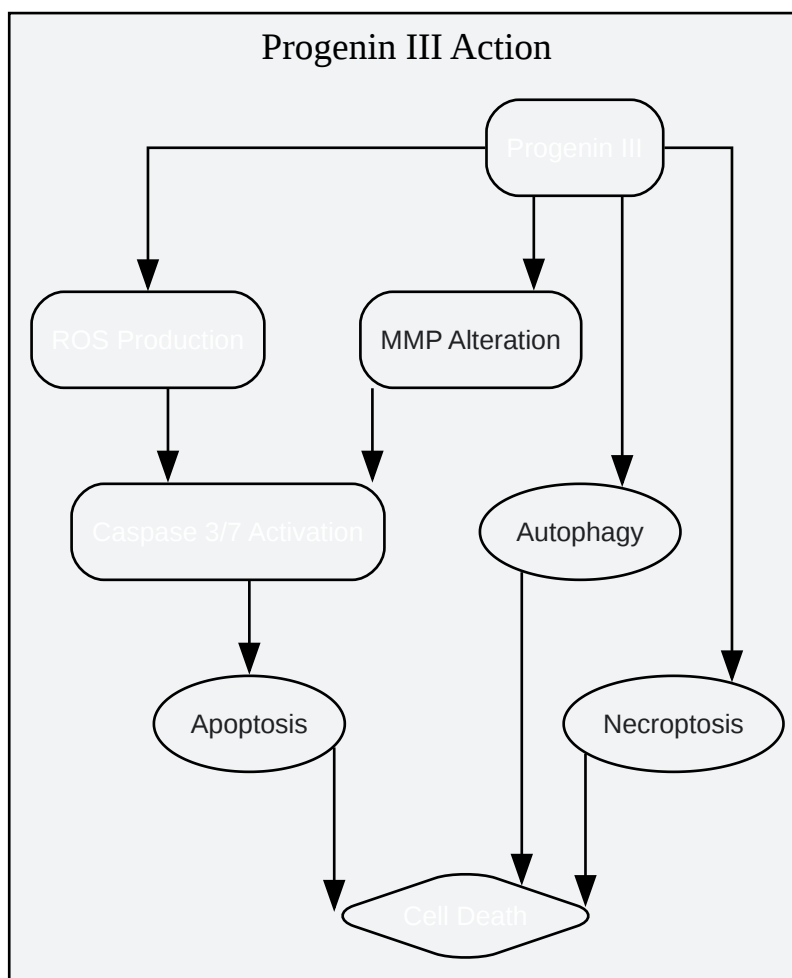 Progenin III Action
Progenin III
ROS Production
MMP Alteration
Caspase 3/7 Activation
Autophagy
Apoptosis
Necroptosis
Cell Death